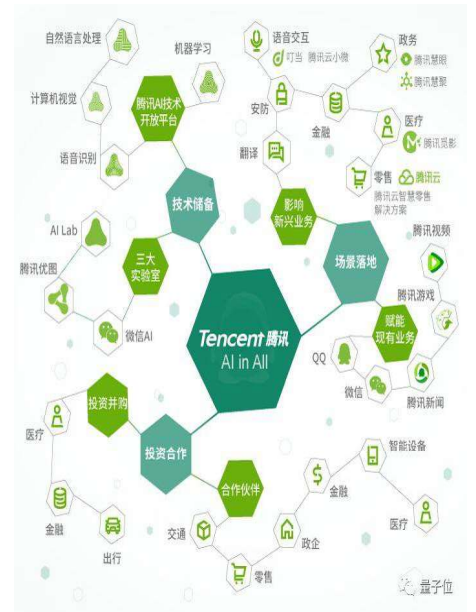 自然语言处理
机器学习
计算机视觉
腾讯AI技术
开放平台
语音识别
技术储备
AI Lab
三大
实验室
腾讯优图
微信AI
语音交互
叮当 腾讯云小微
政务
腾讯慧眼
腾讯慧聚
安防
金融
医疗
腾讯觅影
翻译
零售
腾讯云
腾讯云智慧零售
解决方案
影响
新兴业务
场景落地
腾讯视频
腾讯游戏
赋能
现有业务
QQ
微信
腾讯新闻
Tencent 腾讯
AI in All
投资并购
医疗
投资合作
金融
出行
合作伙伴
交通
零售
政企
金融
智能设备
医疗
量子位